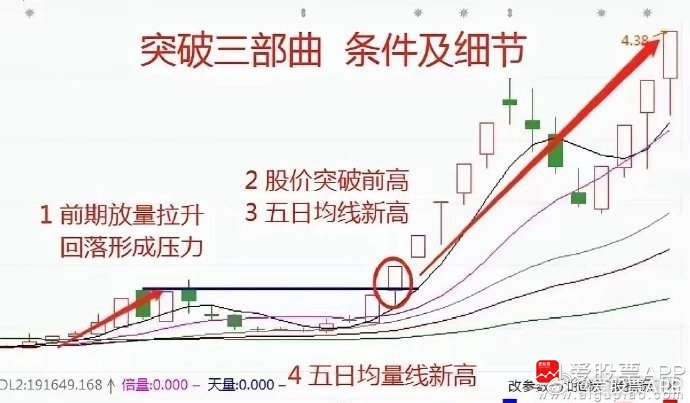 突破三部曲 条件及细节
4.38
2 股价突破前高
3 五日均线新高
1 前期放量拉升
回落形成压力
4 五日均量线新高
OL2:191649.168 倍量:0.000 天量:0.000
改参数
爱股票APP
www.aigupiao.com